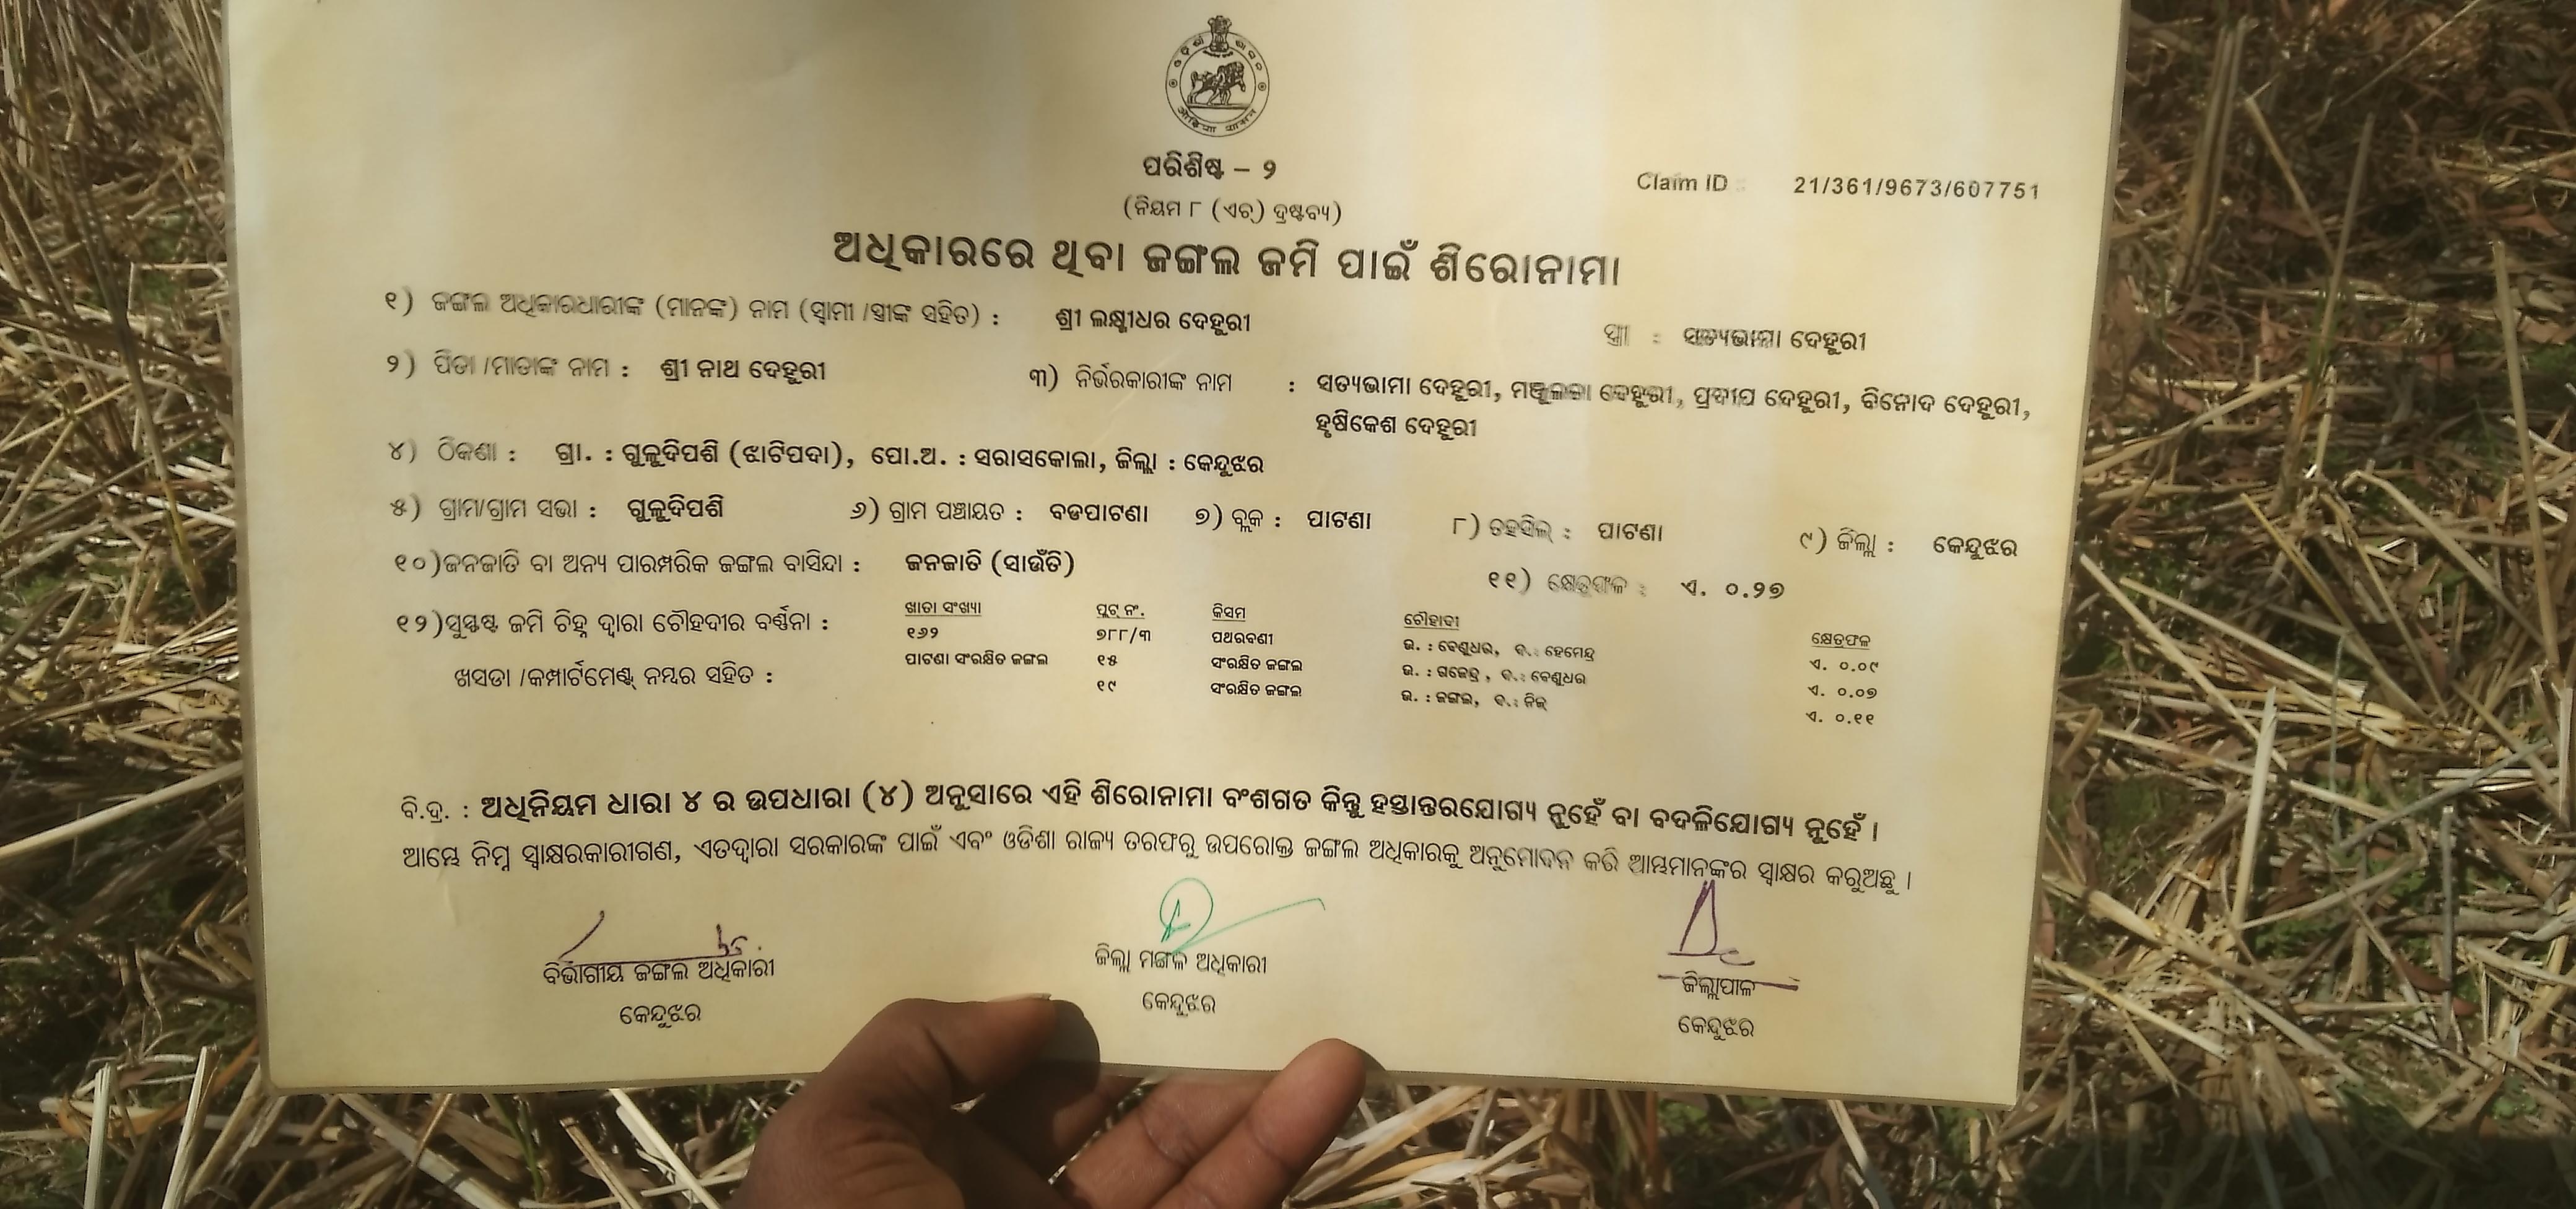 ପରିଶିଷ୍ଟ – ୨
Claim ID : 21/361/9673/607751
(ନିୟମ ୮ (ଏଚ୍) ଦ୍ରଷ୍ଟବ୍ୟ)
ଅଧିକାରରେ ଥିବା ଜଙ୍ଗଲ ଜମି ପାଇଁ ଶିରୋନାମା
୧) ଜଙ୍ଗଲ ଅଧିକାରଧାରୀଙ୍କ (ମାନଙ୍କ) ନାମ (ସ୍ୱାମୀ /ସ୍ତ୍ରୀଙ୍କ ସହିତ) : ଶ୍ରୀ ଲକ୍ଷ୍ମୀଧର ଦେହୁରୀ ସ୍ତ୍ରୀ : ସତ୍ୟଭାମା ଦେହୁରୀ
୨) ପିତା /ମାତାଙ୍କ ନାମ : ଶ୍ରୀ ନାଥ ଦେହୁରୀ ୩) ନିର୍ଭରକାରୀଙ୍କ ନାମ : ସତ୍ୟଭାମା ଦେହୁରୀ, ମଞ୍ଜୁଲତା ଦେହୁରୀ, ପ୍ରଦୀପ ଦେହୁରୀ, ବିନୋଦ ଦେହୁରୀ,
ହୃଷିକେଶ ଦେହୁରୀ
୪) ଠିକଣା : ଗ୍ରା. : ଗୁଳୁଦିପଶି (ଝାଟିପଦା), ପୋ.ଅ. : ସରାସକୋଲା, ଜିଲ୍ଲା : କେନ୍ଦୁଝର
୫) ଗ୍ରାମ/ଗ୍ରାମ ସଭା : ଗୁଳୁଦିପଶି ୬) ଗ୍ରାମ ପଞ୍ଚାୟତ : ବଡପାଟଣା ୭) ବ୍ଲକ : ପାଟଣା ୮) ତହସିଲ୍ : ପାଟଣା ୯) ଜିଲ୍ଲା : କେନ୍ଦୁଝର
୧୦)ଜନଜାତି ବା ଅନ୍ୟ ପାରମ୍ପରିକ ଜଙ୍ଗଲ ବାସିନ୍ଦା : ଜନଜାତି (ସାଉଁତି) ୧୧) କ୍ଷେତ୍ରଫଳ : ଏ. ୦.୨୭
୧୨)ସୁସ୍ପଷ୍ଟ ଜମି ଚିହ୍ନ ଦ୍ୱାରା ଚୌହଦୀର ବର୍ଣ୍ଣନା : ଖାତା ସଂଖ୍ୟା ପ୍ଲଟ୍ ନଂ. କିସମ ଚୌହାଦୀ କ୍ଷେତ୍ରଫଳ
୧୬୨ ୭୮୮/୩ ପଥରବଣୀ ଉ. : ବେଣୁଧର, ଦ.: ହେମେନ୍ଦ୍ର ଏ. ୦.୦୯
ଖସଡା /କମ୍ପାର୍ଟମେଣ୍ଟ୍ ନମ୍ବର ସହିତ : ପାଟଣା ସଂରକ୍ଷିତ ଜଙ୍ଗଲ ୧୫ ସଂରକ୍ଷିତ ଜଙ୍ଗଲ ଉ. : ଗଜେନ୍ଦ୍ର, ଦ.: ବେଣୁଧର ଏ. ୦.୦୭
୧୯ ସଂରକ୍ଷିତ ଜଙ୍ଗଲ ଉ. : ଜଙ୍ଗଲ, ଦ.: ନିଜ୍ ଏ. ୦.୧୧
ବି.ଦ୍ର. : ଅଧିନିୟମ ଧାରା ୪ ର ଉପଧାରା (୪) ଅନୁସାରେ ଏହି ଶିରୋନାମା ବଂଶଗତ କିନ୍ତୁ ହସ୍ତାନ୍ତରଯୋଗ୍ୟ ନୁହେଁ ବା ବଦଳିଯୋଗ୍ୟ ନୁହେଁ ।
ଆମ୍ଭେ ନିମ୍ନ ସ୍ୱାକ୍ଷରକାରୀଗଣ, ଏତଦ୍ୱାରା ସରକାରଙ୍କ ପାଇଁ ଏବଂ ଓଡିଶା ରାଜ୍ୟ ତରଫରୁ ଉପରୋକ୍ତ ଜଙ୍ଗଲ ଅଧିକାରକୁ ଅନୁମୋଦନ କରି ଆମ୍ଭମାନଙ୍କର ସ୍ୱାକ୍ଷର କରୁଅଛୁ ।
ବିଭାଗୀୟ ଜଙ୍ଗଲ ଅଧିକାରୀ ଜିଲ୍ଲା ମଙ୍ଗଳ ଅଧିକାରୀ ଜିଲ୍ଲାପାଳ
କେନ୍ଦୁଝର କେନ୍ଦୁଝର କେନ୍ଦୁଝର